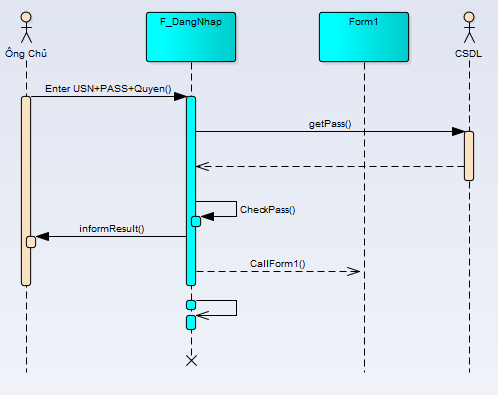 F_DangNhap
Form1
Ông Chủ
CSDL
Enter USN+PASS+Quyen()
getPass()
CheckPass()
informResult()
CallForm1()